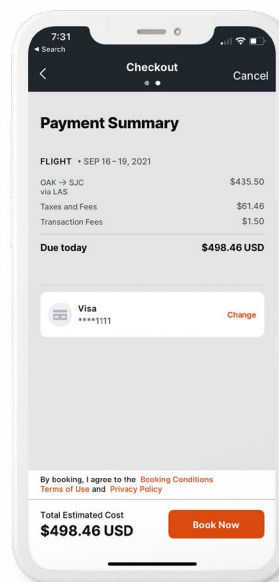 7:31
Search
Checkout
Cancel
Payment Summary
FLIGHT • SEP 16 – 19, 2021
OAK → SJC $435.50
via LAS
Taxes and Fees $61.46
Transaction Fees $1.50
Due today $498.46 USD
Visa
****1111
Change
By booking, I agree to the Booking Conditions
Terms of Use and Privacy Policy
Total Estimated Cost
$498.46 USD
Book Now